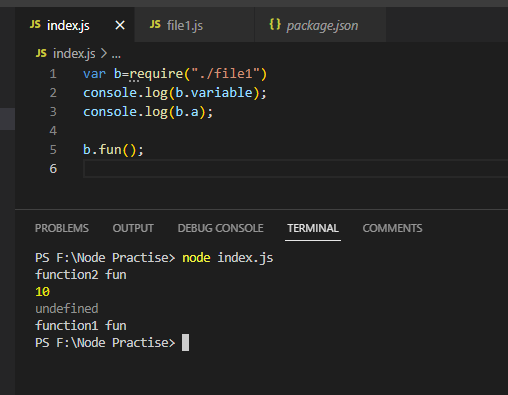 JS index.js × JS file1.js {} package.json
JS index.js > ...
1 var b=require("./file1")
2 console.log(b.variable);
3 console.log(b.a);
4
5 b.fun();
6
PROBLEMS OUTPUT DEBUG CONSOLE TERMINAL COMMENTS
PS F:\Node Practise> node index.js
function2 fun
10
undefined
function1 fun
PS F:\Node Practise>